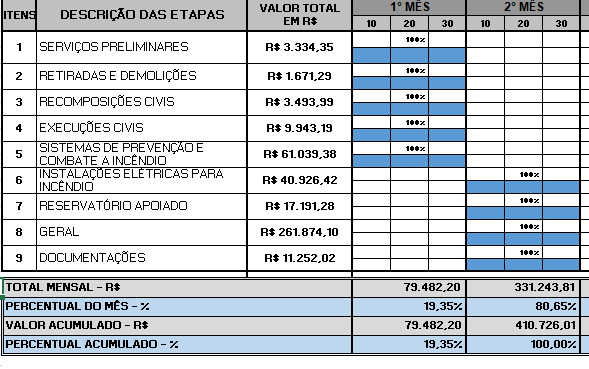 ITENS DESCRIÇÃO DAS ETAPAS VALOR TOTAL EM R$ 1° MÊS 2° MÊS
10 20 30 10 20 30
1 SERVIÇOS PRELIMINARES R$ 3.334,35 100%
2 RETIRADAS E DEMOLIÇÕES R$ 1.671,29 100%
3 RECOMPOSIÇÕES CIVIS R$ 3.493,99 100%
4 EXECUÇÕES CIVIS R$ 9.943,19 100%
5 SISTEMAS DE PREVENÇÃO E COMBATE A INCÊNDIO R$ 61.039,38 100%
6 INSTALAÇÕES ELÉTRICAS PARA INCÊNDIO R$ 40.926,42 100%
7 RESERVATÓRIO APOIADO R$ 17.191,28 100%
8 GERAL R$ 261.874,10 100%
9 DOCUMENTAÇÕES R$ 11.252,02 100%
TOTAL MENSAL - R$ 79.482,20 331.243,81
PERCENTUAL DO MÊS - % 19,35% 80,65%
VALOR ACUMULADO - R$ 79.482,20 410.726,01
PERCENTUAL ACUMULADO - % 19,35% 100,00%